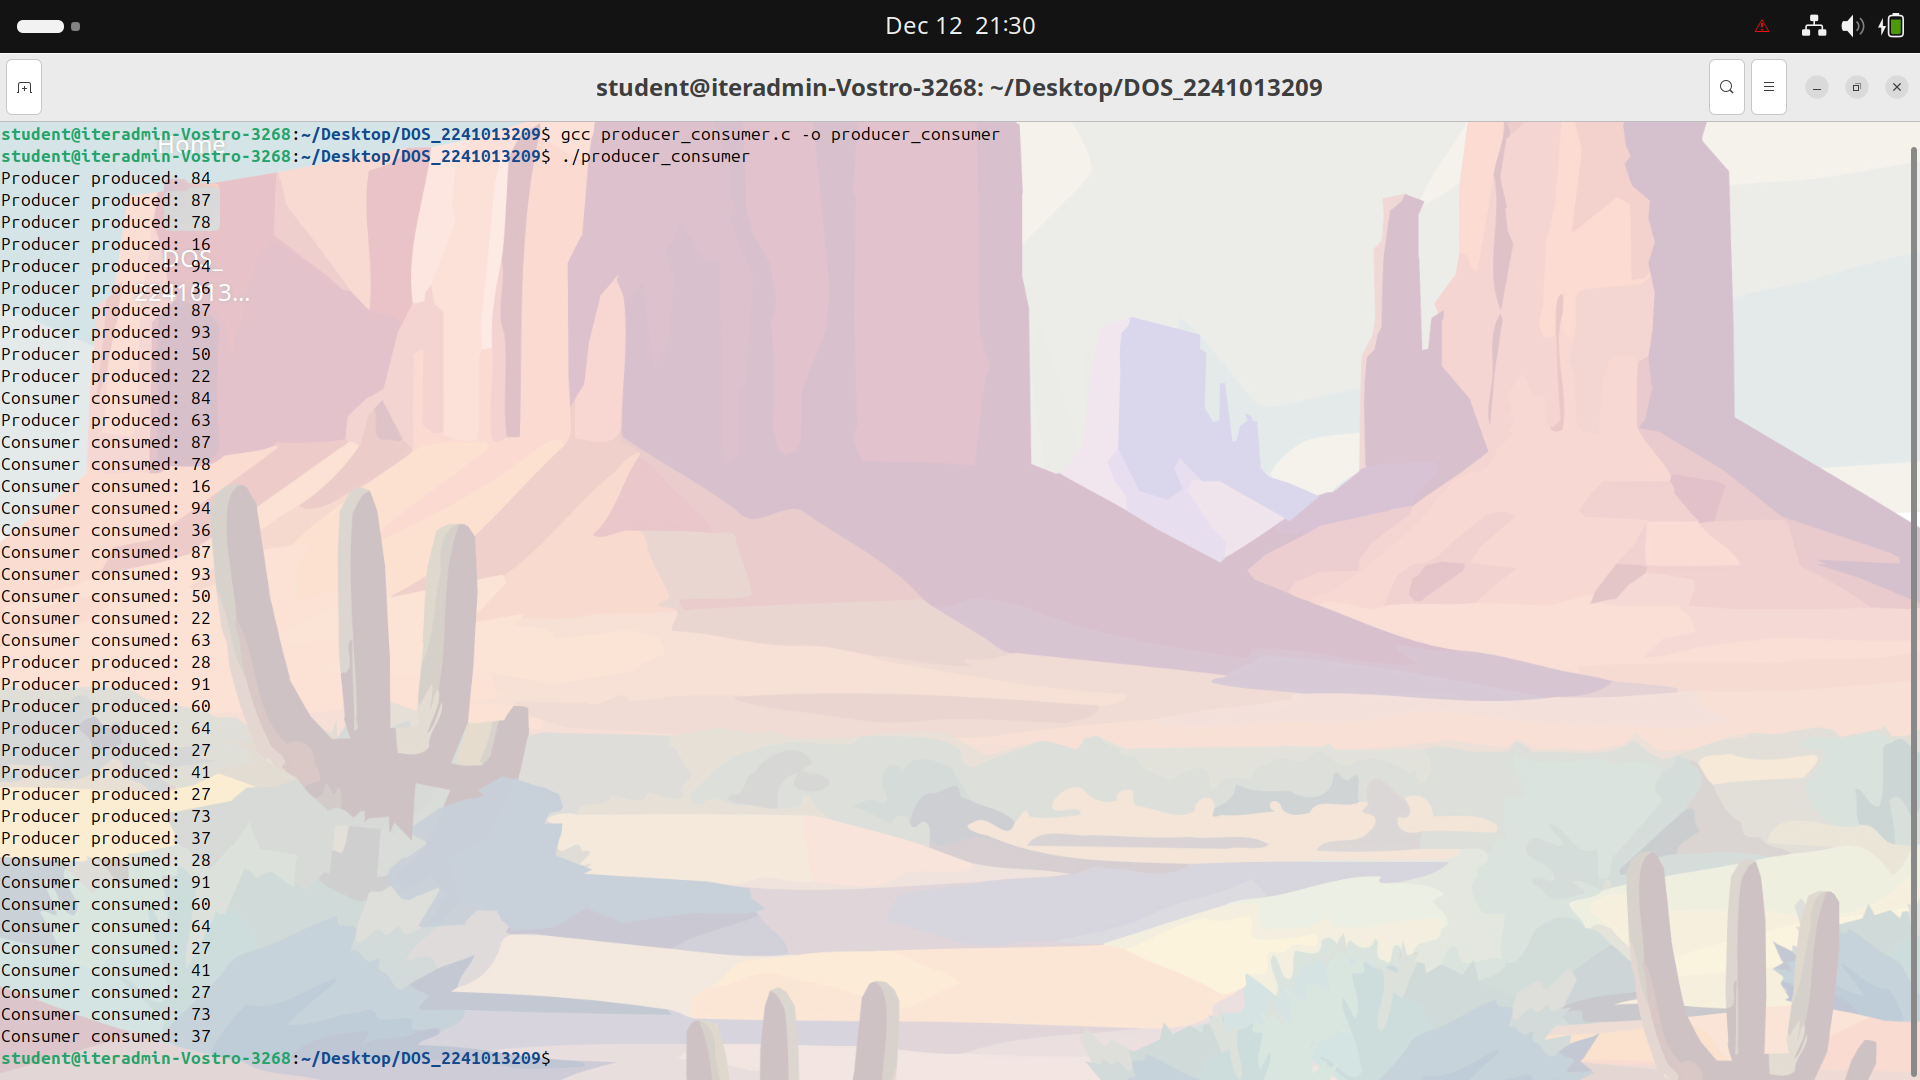 Dec 12 21:30
student@iteradmin-Vostro-3268: ~/Desktop/DOS_2241013209
student@iteradmin-Vostro-3268:~/Desktop/DOS_2241013209$ gcc producer_consumer.c -o producer_consumer
Home
student@iteradmin-Vostro-3268:~/Desktop/DOS_2241013209$ ./producer_consumer
Producer produced: 84
Producer produced: 87
Producer produced: 78
Producer produced: 16
DOS_
Producer produced: 94
Producer produced: 36
2241013...
Producer produced: 87
Producer produced: 93
Producer produced: 50
Producer produced: 22
Consumer consumed: 84
Producer produced: 63
Consumer consumed: 87
Consumer consumed: 78
Consumer consumed: 16
Consumer consumed: 94
Consumer consumed: 36
Consumer consumed: 87
Consumer consumed: 93
Consumer consumed: 50
Consumer consumed: 22
Consumer consumed: 63
Producer produced: 28
Producer produced: 91
Producer produced: 60
Producer produced: 64
Producer produced: 27
Producer produced: 41
Producer produced: 27
Producer produced: 73
Producer produced: 37
Consumer consumed: 28
Consumer consumed: 91
Consumer consumed: 60
Consumer consumed: 64
Consumer consumed: 27
Consumer consumed: 41
Consumer consumed: 27
Consumer consumed: 73
Consumer consumed: 37
student@iteradmin-Vostro-3268:~/Desktop/DOS_2241013209$